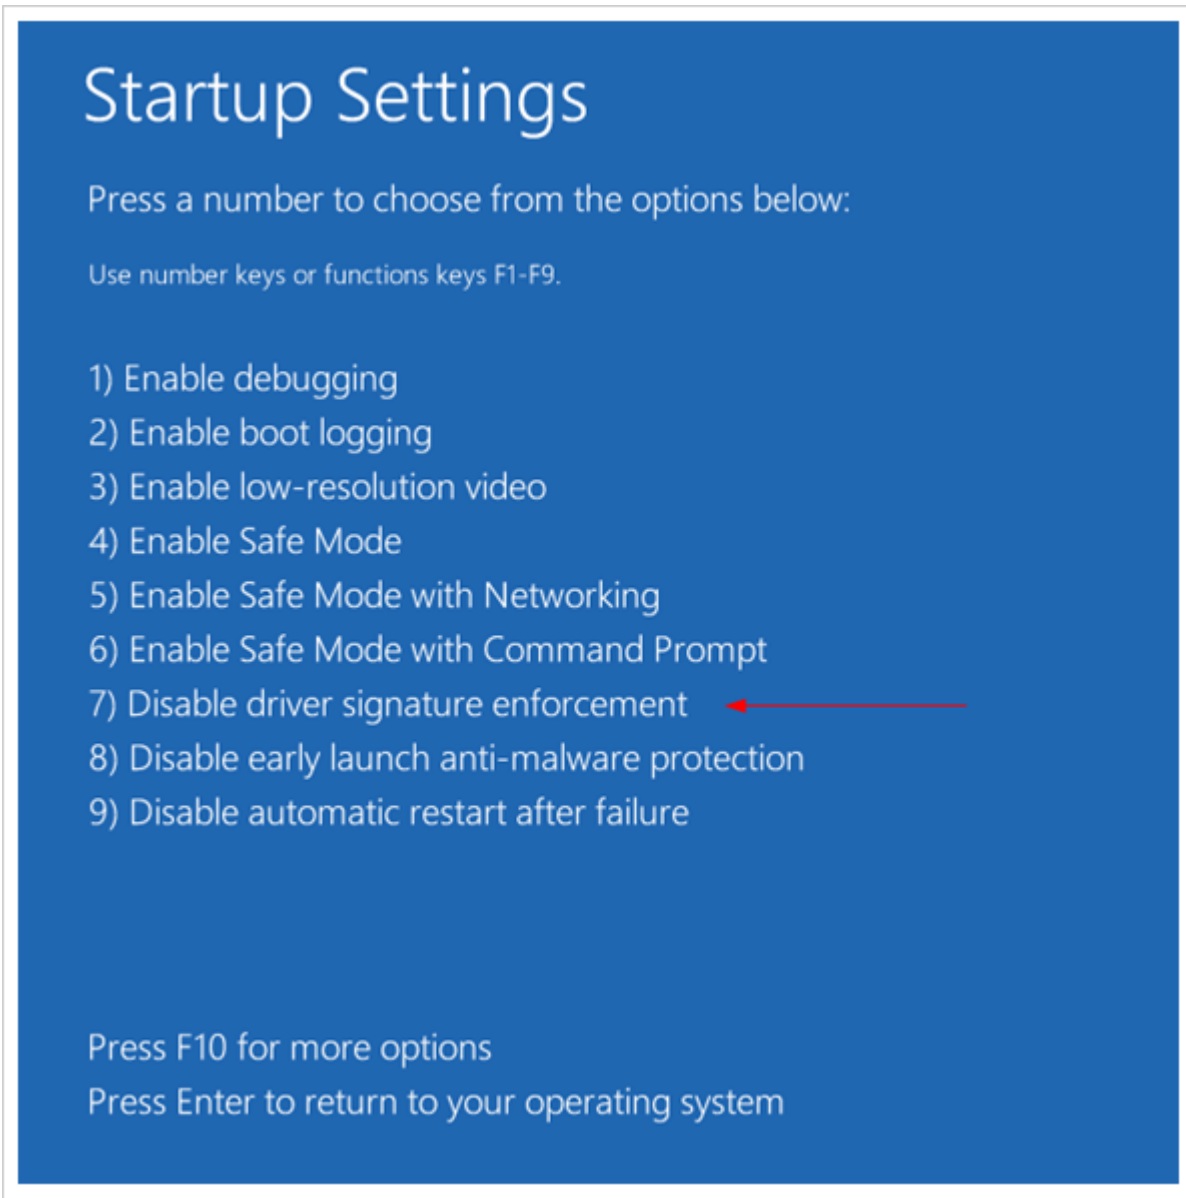 Startup Settings
Press a number to choose from the options below:
Use number keys or functions keys F1-F9.
1) Enable debugging
2) Enable boot logging
3) Enable low-resolution video
4) Enable Safe Mode
5) Enable Safe Mode with Networking
6) Enable Safe Mode with Command Prompt
7) Disable driver signature enforcement
8) Disable early launch anti-malware protection
9) Disable automatic restart after failure
Press F10 for more options
Press Enter to return to your operating system